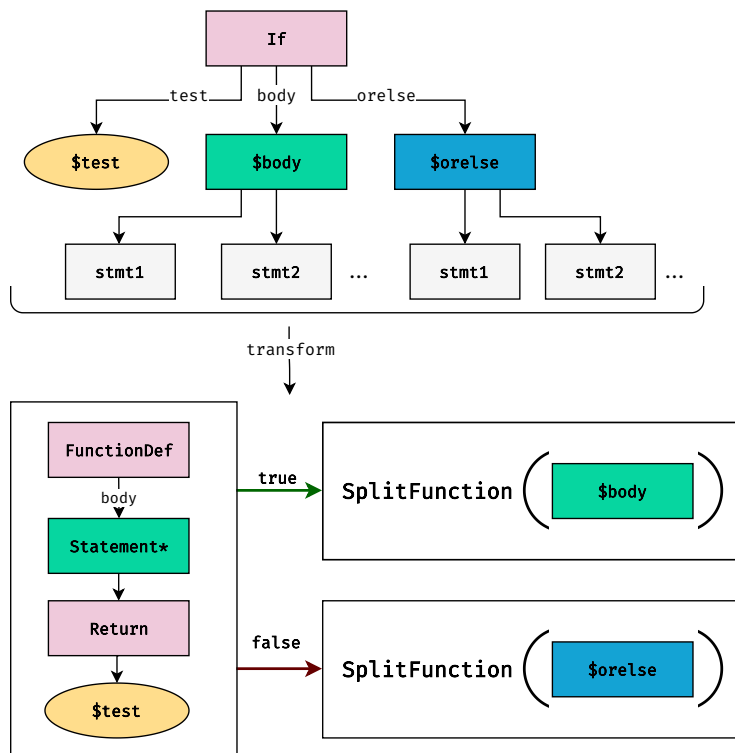 If
test
body
orelse
$test
$body
$orelse
stmt1
stmt2
...
stmt1
stmt2
...
transform
FunctionDef
body
Statement*
Return
$test
true
SplitFunction ( $body )
false
SplitFunction ( $orelse )